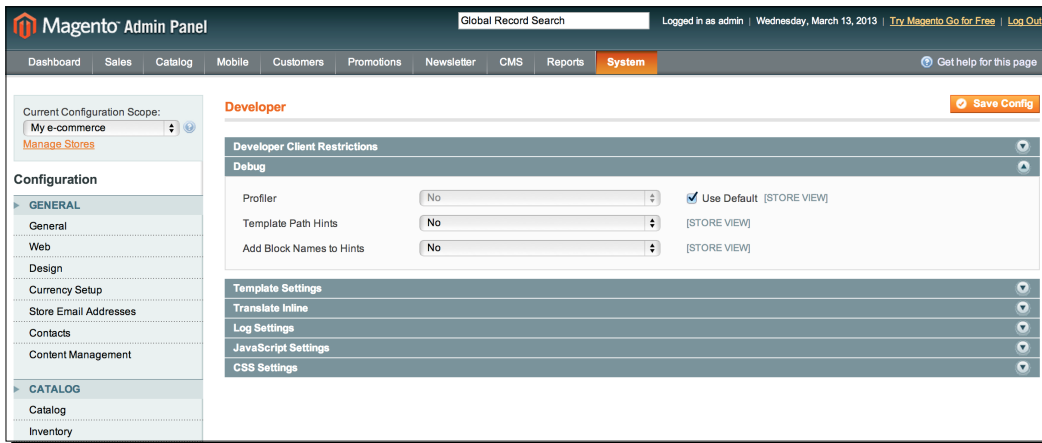 Magento™ Admin Panel
Global Record Search
Logged in as admin | Wednesday, March 13, 2013 | Try Magento Go for Free | Log Out
Dashboard Sales Catalog Mobile Customers Promotions Newsletter CMS Reports System
Get help for this page
Current Configuration Scope:
My e-commerce
Manage Stores
Configuration
GENERAL
General
Web
Design
Currency Setup
Store Email Addresses
Contacts
Content Management
CATALOG
Catalog
Inventory
Developer
Save Config
Developer Client Restrictions
Debug
Profiler No Use Default [STORE VIEW]
Template Path Hints No [STORE VIEW]
Add Block Names to Hints No [STORE VIEW]
Template Settings
Translate Inline
Log Settings
JavaScript Settings
CSS Settings